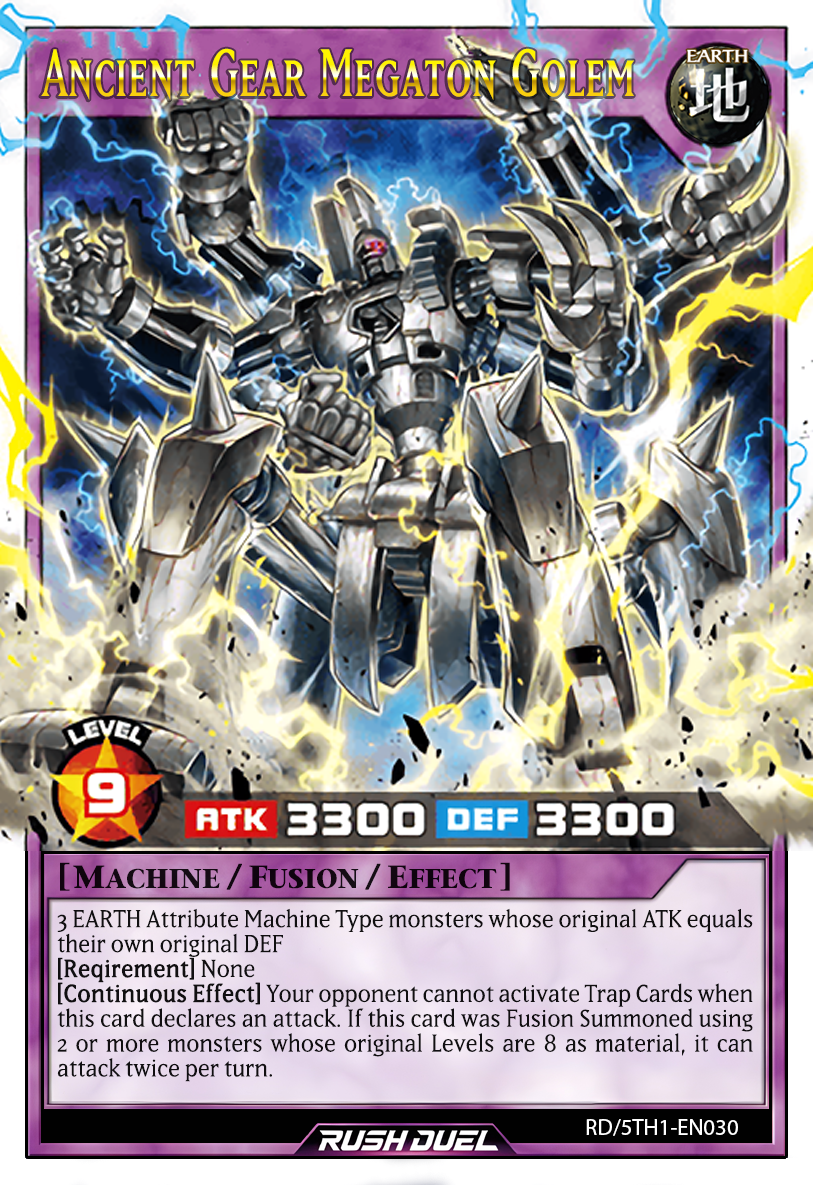 Ancient Gear Megaton Golem
EARTH
地
LEVEL
9
ATK 3300 DEF 3300
[Machine / Fusion / Effect]
3 EARTH Attribute Machine Type monsters whose original ATK equals
their own original DEF
[Reqirement] None
[Continuous Effect] Your opponent cannot activate Trap Cards when
this card declares an attack. If this card was Fusion Summoned using
2 or more monsters whose original Levels are 8 as material, it can
attack twice per turn.
RD/5TH1-EN030
RUSH DUEL